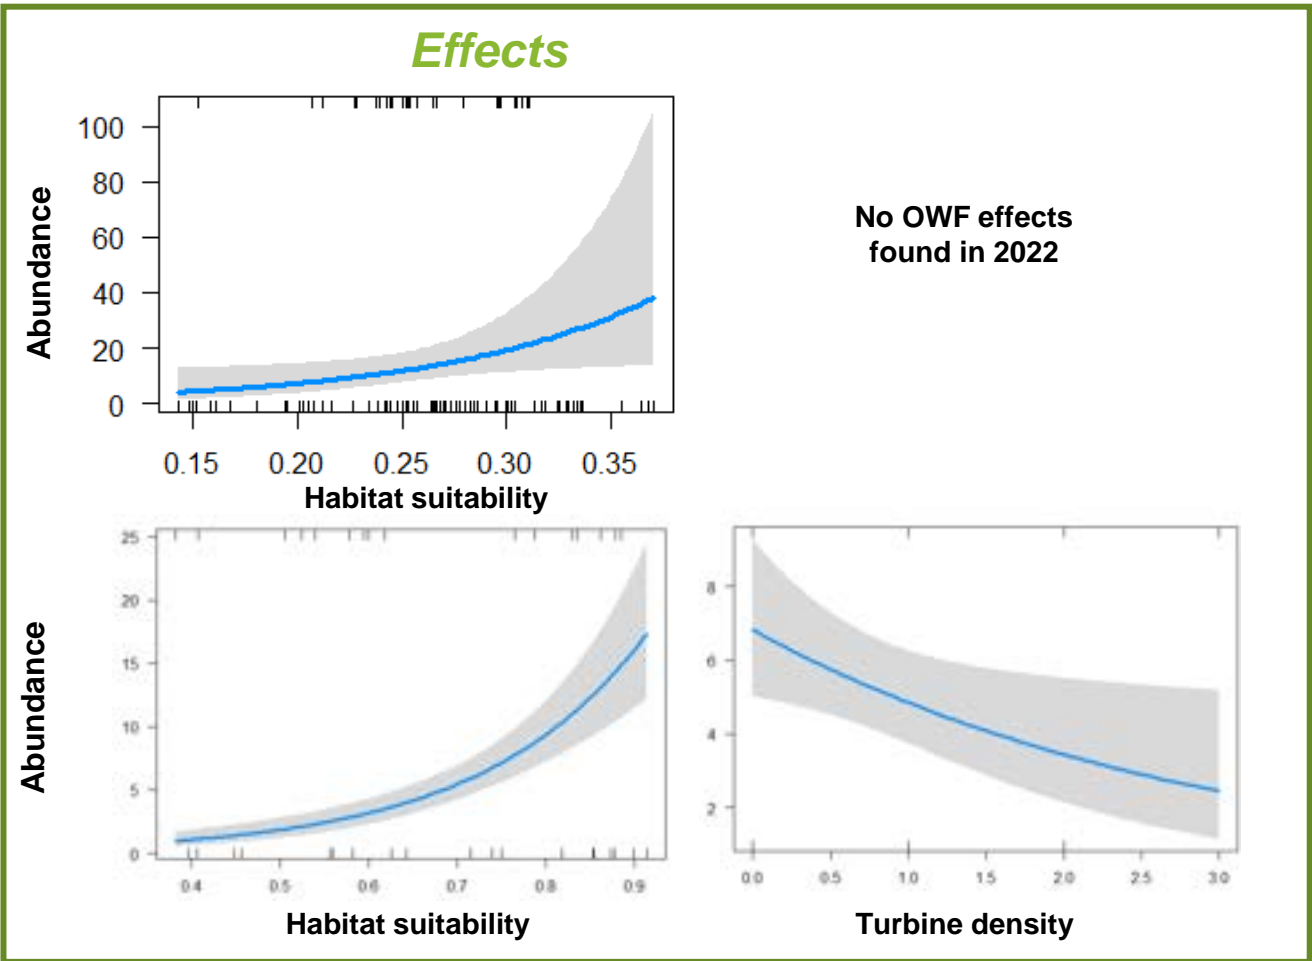 Effects
100
80
60
40
20
0
Abundance
0.15 0.20 0.25 0.30 0.35
Habitat suitability
No OWF effects
found in 2022
25
20
15
10
5
0
Abundance
0.4 0.5 0.6 0.7 0.8 0.9
Habitat suitability
8
6
4
2
0.0 0.5 1.0 1.5 2.0 2.5 3.0
Turbine density